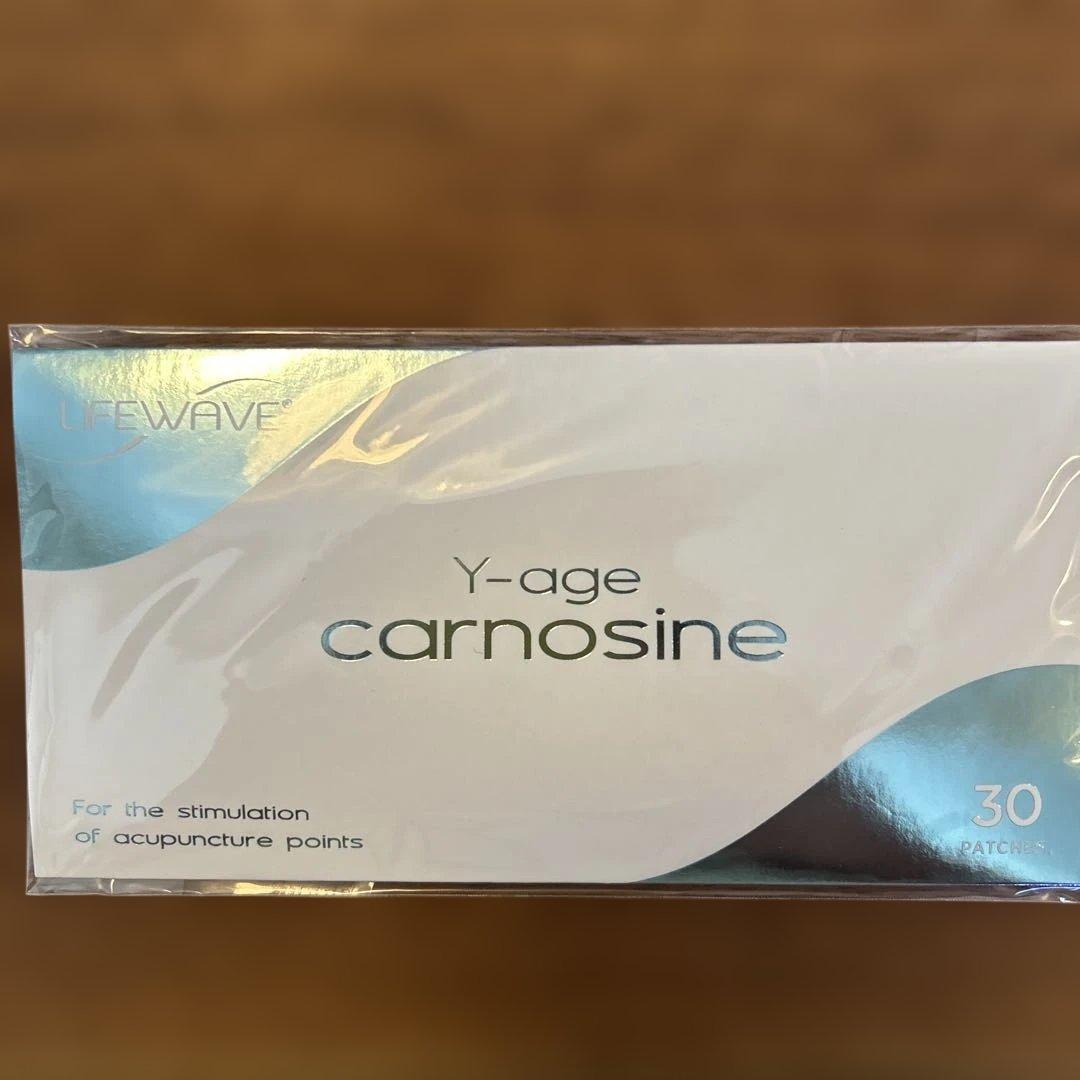 LIFEWAVE®
Y-age
carnosine
For the stimulation
of acupuncture points
30
PATCHES